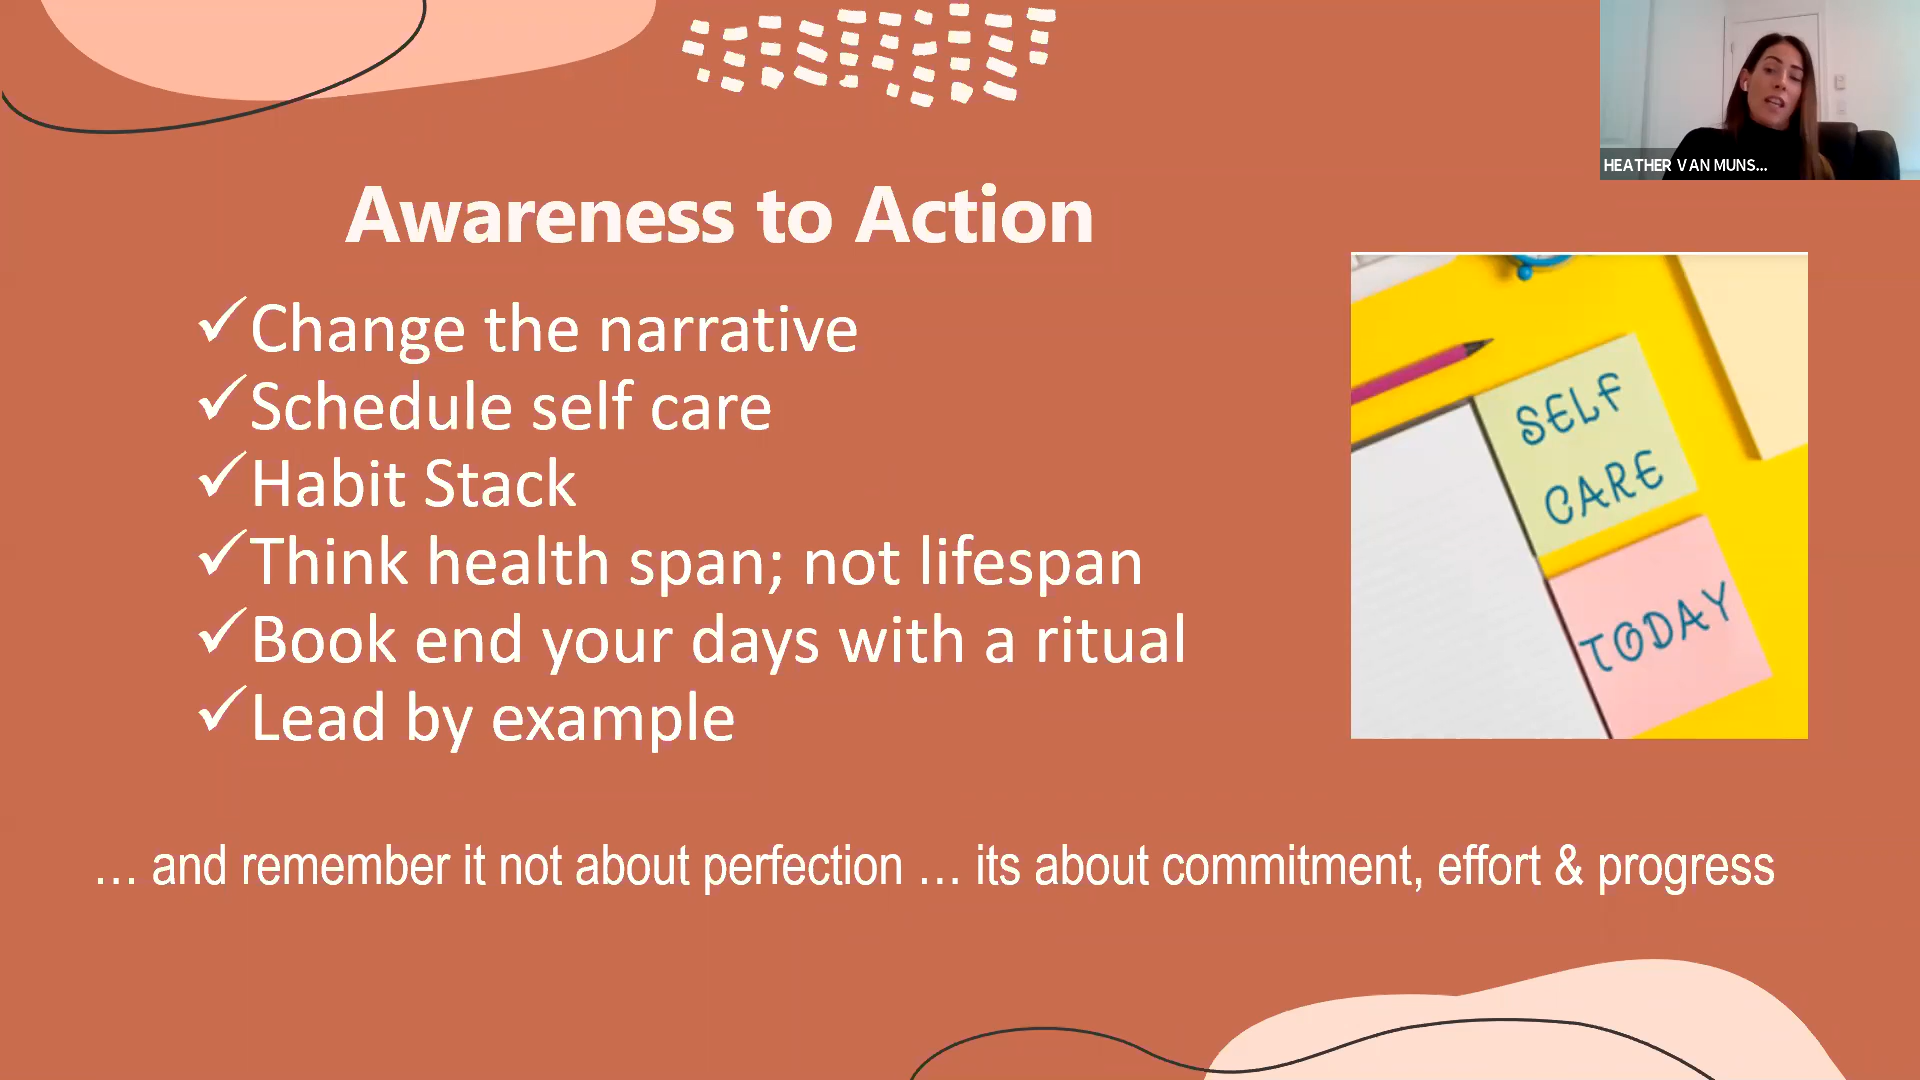 HEATHER VAN MUNS...
Awareness to Action
✓Change the narrative
✓Schedule self care
✓Habit Stack
✓Think health span; not lifespan
✓Book end your days with a ritual
✓Lead by example
SELF
CARE
TODAY
... and remember it not about perfection ... its about commitment, effort & progress